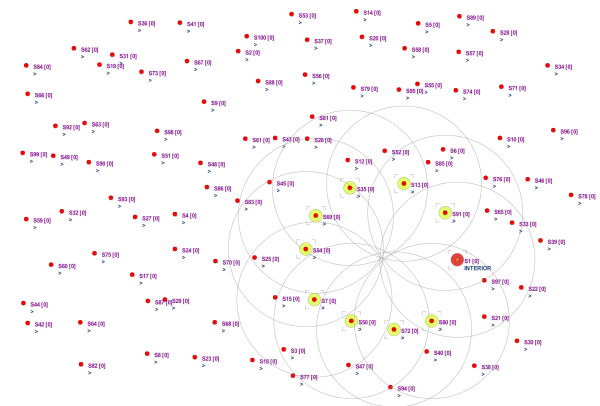 S53 [0]
>
S14 [0]
>
S89 [0]
>
S36 [0]
>
S41 [0]
>
S5 [0]
>
S28 [0]
>
S100 [0]
>
S37 [0]
>
S20 [0]
>
S62 [0]
>
S31 [0]
>
S2 [0]
>
S58 [0]
>
S57 [0]
>
S84 [0]
>
S19 [0]
>
S67 [0]
>
S34 [0]
>
S73 [0]
>
S56 [0]
>
S88 [0]
>
S79 [0]
>
S95 [0]
>
S55 [0]
>
S74 [0]
>
S71 [0]
>
S66 [0]
>
S9 [0]
>
S81 [0]
>
S92 [0]
>
S63 [0]
>
S98 [0]
>
S96 [0]
>
S61 [0]
>
S43 [0]
>
S26 [0]
>
S10 [0]
>
S99 [0]
>
S49 [0]
>
S51 [0]
>
S52 [0]
>
S6 [0]
>
S90 [0]
>
S48 [0]
>
S12 [0]
>
S85 [0]
>
S45 [0]
>
S76 [0]
>
S46 [0]
>
S86 [0]
>
S35 [0]
>
S13 [0]
>
S78 [0]
>
S93 [0]
>
S83 [0]
>
S32 [0]
>
S4 [0]
>
S69 [0]
>
S91 [0]
>
S65 [0]
>
S59 [0]
>
S27 [0]
>
S33 [0]
>
S39 [0]
>
S75 [0]
>
S24 [0]
>
S54 [0]
>
S60 [0]
>
S70 [0]
>
S25 [0]
>
S1 [0]
INTERIOR
S17 [0]
>
S97 [0]
>
S22 [0]
>
S44 [0]
>
S29 [0]
>
S15 [0]
>
S7 [0]
>
S42 [0]
>
S64 [0]
>
S68 [0]
>
S50 [0]
>
S72 [0]
>
S80 [0]
>
S21 [0]
>
S30 [0]
>
S8 [0]
>
S23 [0]
>
S3 [0]
>
S40 [0]
>
S82 [0]
>
S18 [0]
>
S77 [0]
>
S47 [0]
>
S38 [0]
>
S94 [0]
>